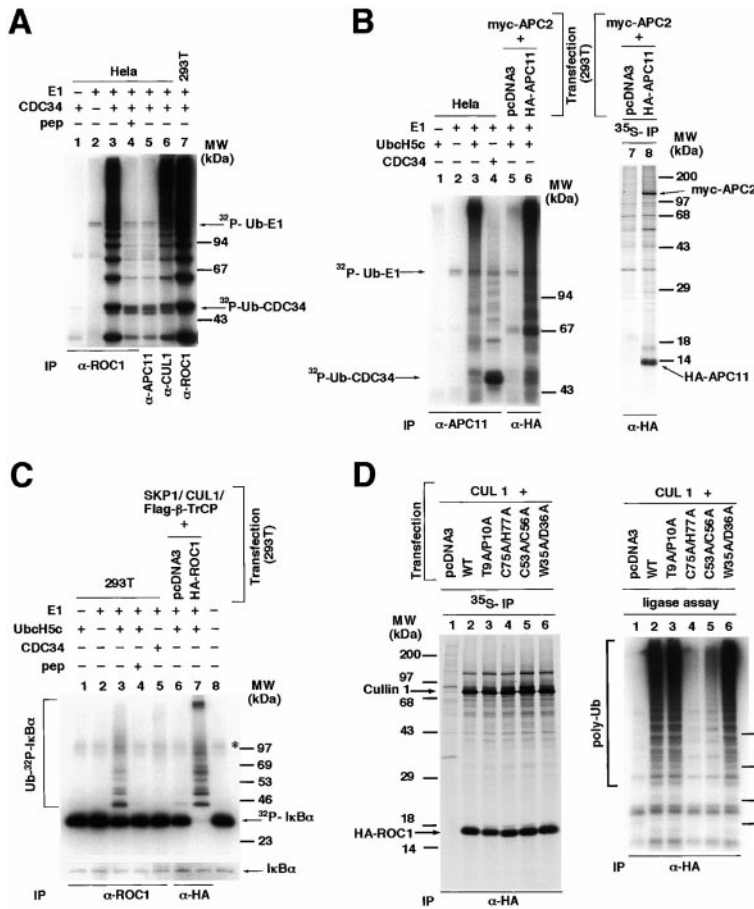 A
Hela
293T
E1 - + + + + + +
CDC34 + - + + + + +
pep +
1 2 3 4 5 6 7
MW
(kDa)
32P- Ub-E1
94
67
32P-Ub-CDC34
43
IP
α-ROC1
α-APC11
α-CUL1
α-ROC1
B
myc-APC2
+
pcDNA3
HA-APC11
Transfection
(293T)
myc-APC2
+
pcDNA3
HA-APC11
Hela
E1 - + + + + +
UbcH5c + - + - + +
CDC34 +
1 2 3 4 5 6
MW
(kDa)
32P- Ub-E1
94
67
32P-Ub-CDC34
43
IP
α-APC11
α-HA
35S- IP
7 8
MW
(kDa)
200
myc-APC2
97
68
43
29
18
14
HA-APC11
α-HA
C
SKP1/ CUL1/
Flag-β-TrCP
+
pcDNA3
HA-ROC1
Transfection
(293T)
293T
E1 - + + + + + + -
UbcH5c + - + + - + + -
CDC34 - - - - + - - -
pep - - - + - - - -
1 2 3 4 5 6 7 8
MW
(kDa)
Ub-32P-IκBα
*
97
69
53
46
32P- IκBα
23
IκBα
IP
α-ROC1
α-HA
D
Transfection
CUL 1 +
pcDNA3
WT
T9A/P10A
C75A/H77A
C53A/C56A
W35A/D36A
35S- IP
MW
(kDa)
1 2 3 4 5 6
200
97
Cullin 1
68
43
29
18
HA-ROC1
14
IP
α-HA
CUL 1 +
pcDNA3
WT
T9A/P10A
C75A/H77A
C53A/C56A
W35A/D36A
ligase assay
1 2 3 4 5 6
poly-Ub
IP
α-HA